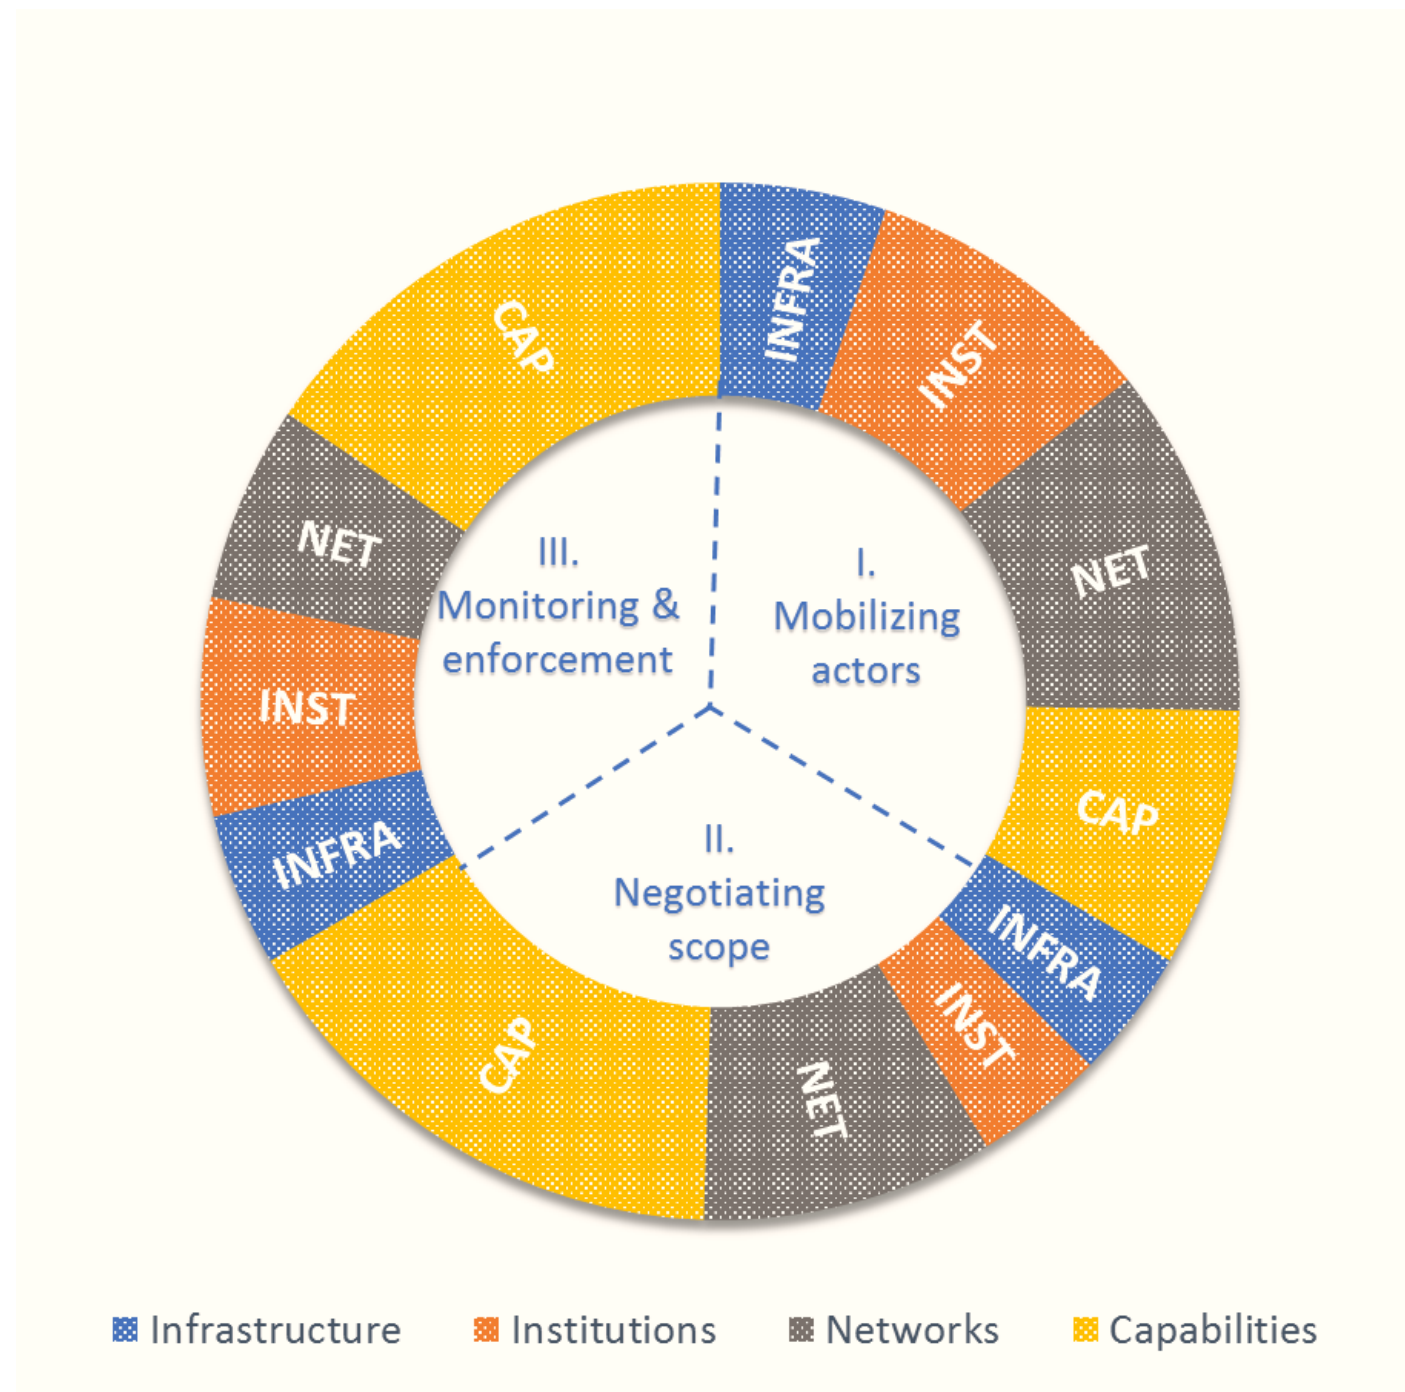 INFRA
INST
NET
CAP
INFRA
INST
NET
CAP
INFRA
INST
NET
CAP
I.
Mobilizing
actors
II.
Negotiating
scope
III.
Monitoring &
enforcement
Infrastructure
Institutions
Networks
Capabilities